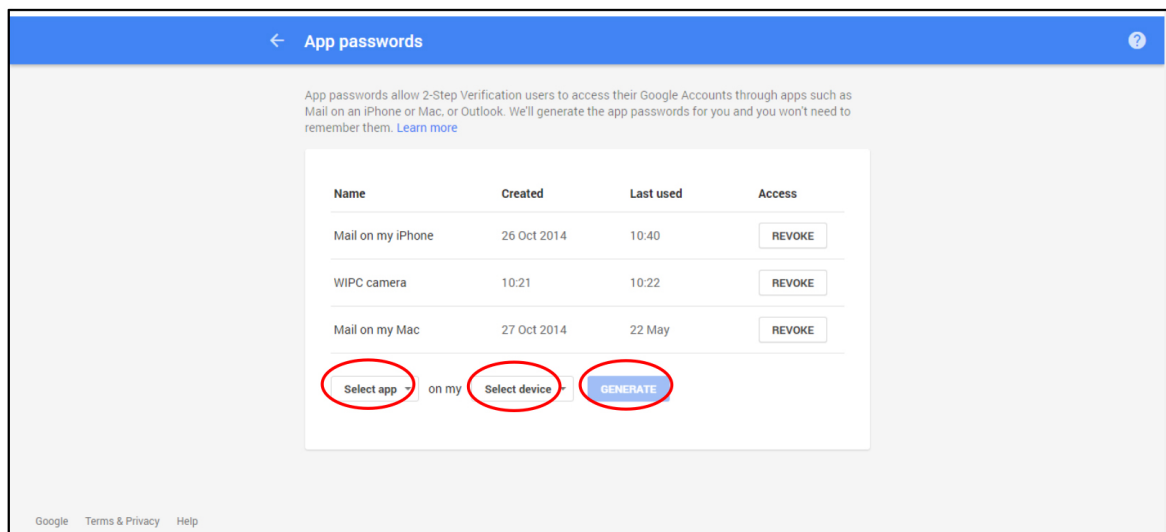 App passwords
App passwords allow 2-Step Verification users to access their Google Accounts through apps such as
Mail on an iPhone or Mac, or Outlook. We'll generate the app passwords for you and you won't need to
remember them. Learn more
Name Created Last used Access
Mail on my iPhone 26 Oct 2014 10:40 REVOKE
WIPC camera 10:21 10:22 REVOKE
Mail on my Mac 27 Oct 2014 22 May REVOKE
Select app on my Select device GENERATE
Google Terms & Privacy Help